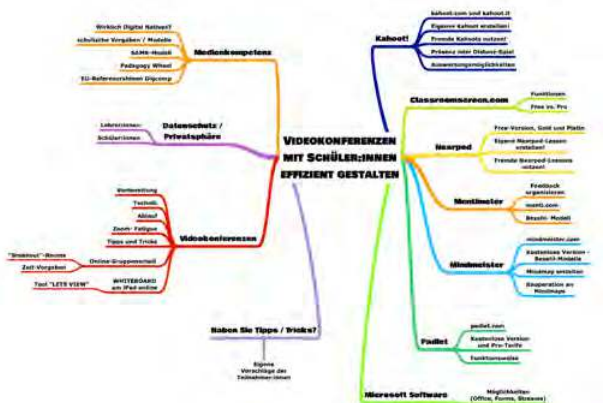 VIDEOKONFERENZEN
MIT SCHÜLER:INNEN
EFFIZIENT GESTALTEN
Medienkompetenz
Wirklich Digital Natives?
schulische Vorgaben / Modelle
SAMR-Modell
Pedagogy Wheel
EU-Referenzrahmen Digcomp
Datenschutz /
Privatsphäre
Lehrer:innen
Schüler:innen
Videokonferenzen
Vorbereitung
Technik
Ablauf
Zoom- Fatigue
Tipps und Tricks
Online-Gruppenarbeit
"Breakout"-Rooms
Zeit-Vorgaben
WHITEBOARD
am iPad online
Tool "LETS VIEW"
Haben Sie Tipps / Tricks?
Eigene
Vorschläge der
Teilnehmer:innen
Kahoot!
kahoot.com und kahoot.it
Eigenes Kahoot erstellen!
Fremde Kahoots nutzen!
Präsenz oder Distanz-Spiel
Auswertungsmöglichkeiten
Classroomscreen.com
Funktionen
Free vs. Pro
Nearpod
Free-Version, Gold und Platin
Eigene Nearpod-Lesson
erstellen!
Fremde Nearpod-Lessons
nutzen!
Mentimeter
Feedback
organisieren
menti.com
Bezahl- Modell
Mindmeister
mindmeister.com
Kostenlose Version -
Bezahl-Modelle
Mindmap erstellen
Kooperation an
Mindmaps
Padlet
padlet.com
Kostenlose Version
und Pro-Tarife
Funktionsweise
Microsoft Software
Möglichkeiten
(Office, Forms, Streams)